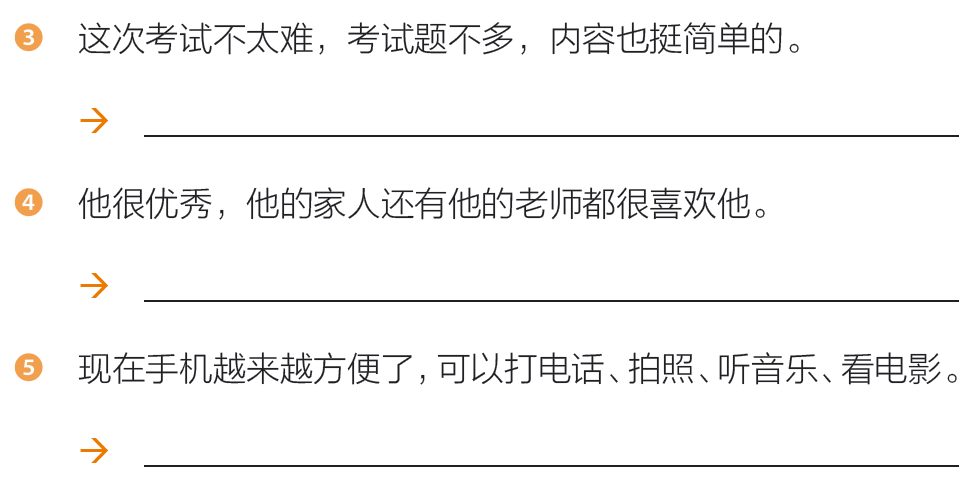 3 这次考试不太难，考试题不多，内容也挺简单的。
→
4 他很优秀，他的家人还有他的老师都很喜欢他。
→
5 现在手机越来越方便了，可以打电话、拍照、听音乐、看电影。
→